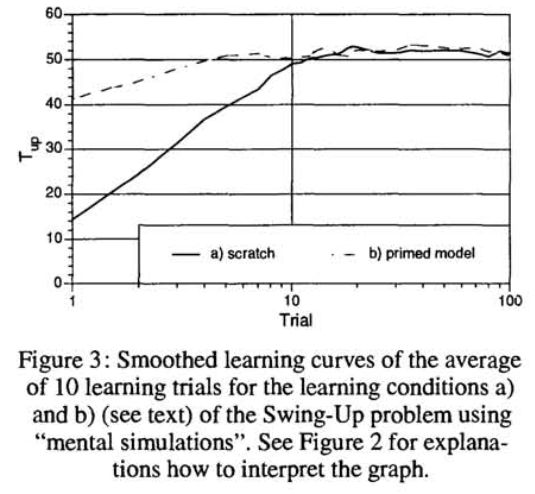 60
50
40
30
20
10
0
T_up
a) scratch
b) primed model
1
10
100
Trial
Figure 3: Smoothed learning curves of the average
of 10 learning trials for the learning conditions a)
and b) (see text) of the Swing-Up problem using
“mental simulations”. See Figure 2 for explana-
tions how to interpret the graph.